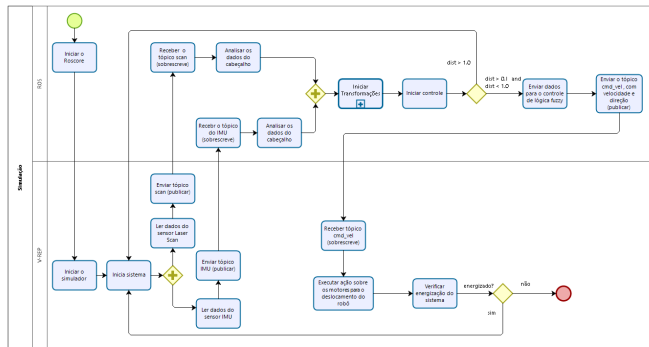 Simulação
ROS
V-REP
Iniciar o
Roscore
Receber o
tópico scan
(sobrescreve)
Analisar os
dados do
cabeçalho
Recebr o tópico
do IMU
(sobrescreve)
Analisar os
dados do
cabeçalho
Iniciar
Transformações
Iniciar controle
dist > 1.0
dist > 0.1 and
dist < 1.0
Enviar dados
para o controle
de lógica fuzzy
Enviar o tópico
cmd_vel, com
velocidade e
direção
(publicar)
Enviar tópico
scan (publicar)
Ler dados do
sensor Laser
Scan
Iniciar o
simulador
Inicia sistema
Enviar tópico
IMU (publicar)
Ler dados do
sensor IMU
Receber tópico
cmd_vel
(sobrescreve)
Executar ação sobre
os motores para o
deslocamento do
robô
Verificar
energização do
sistema
energizado?
não
sim